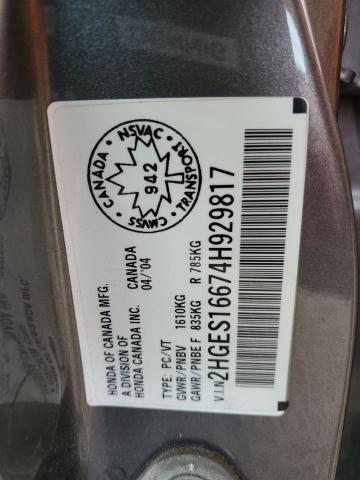 HONDA OF CANADA MFG.
A DIVISION OF
HONDA CANADA INC.
CANADA
04/'04
TYPE: PC/VT
GVWR/PNBV 1610KG
GAWR/PNBE F 835KG R 785KG
V.I.N 2HGES16674H929817
CANADA NSVAC
942
CMVSS TRANSPORT